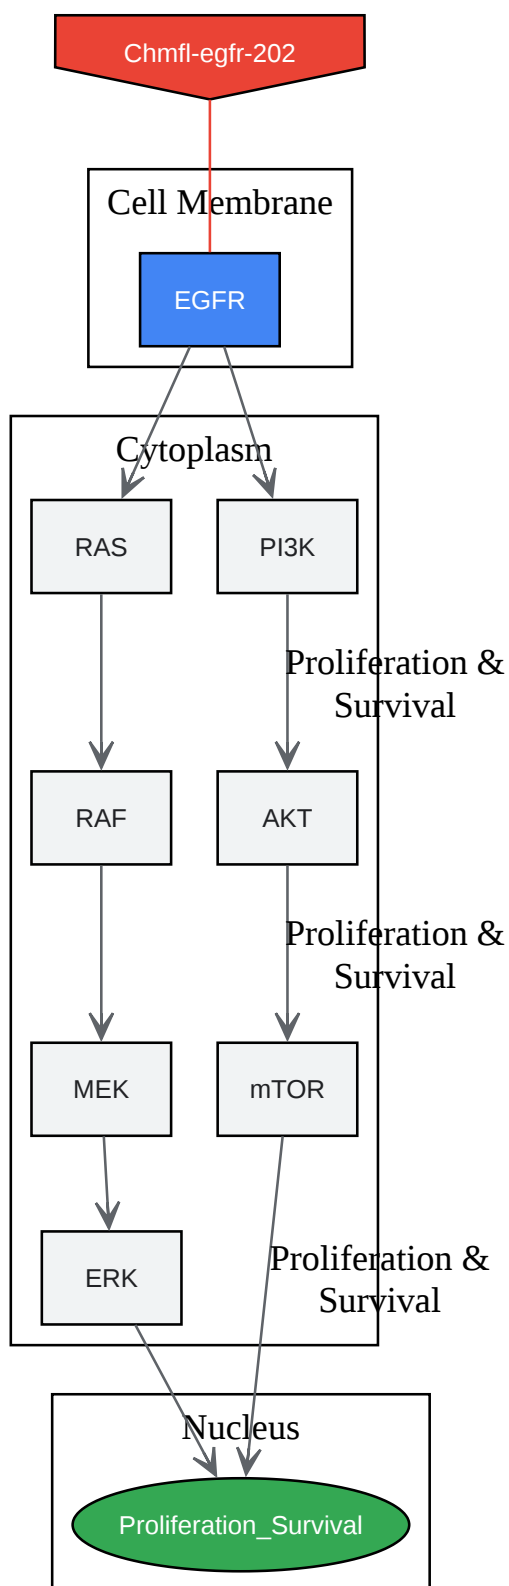 Chmfl-egfr-202
Cell Membrane
EGFR
Cytoplasm
RAS
PI3K
Proliferation &
Survival
RAF
AKT
Proliferation &
Survival
MEK
mTOR
Proliferation &
Survival
ERK
Nucleus
Proliferation_Survival